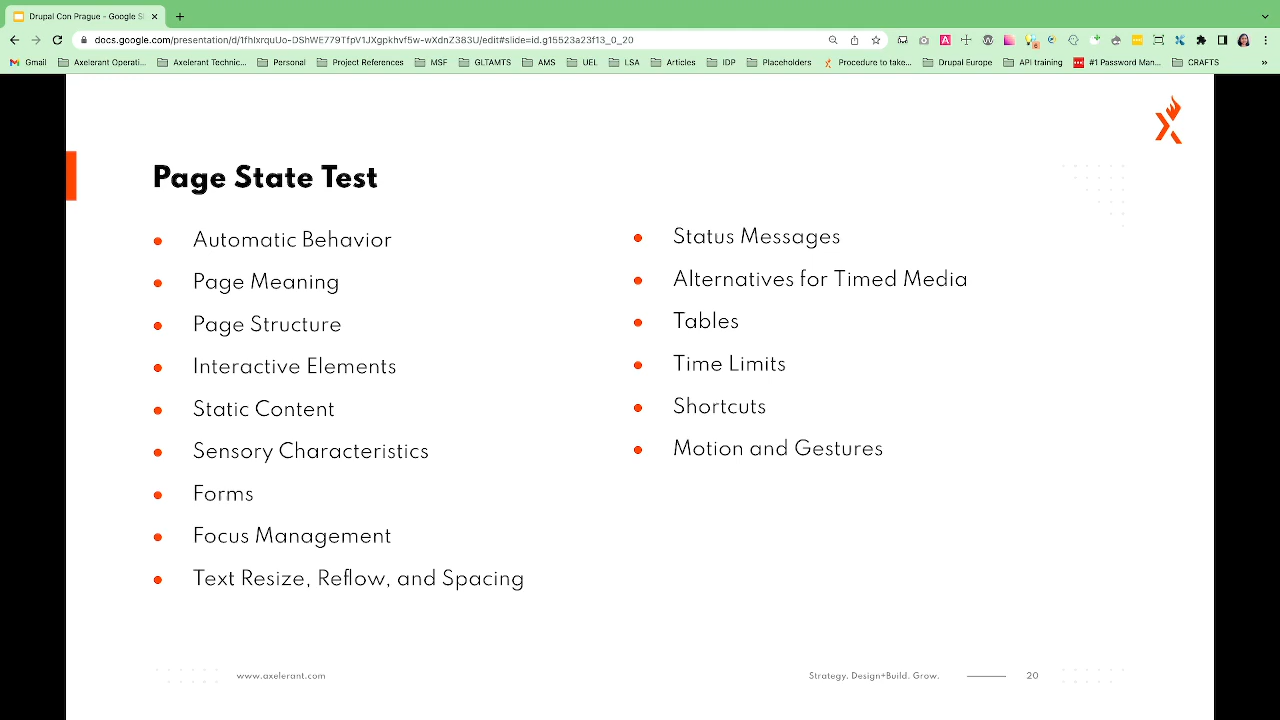 Drupal Con Prague - Google Sl
docs.google.com/presentation/d/1fhIxrquUo-DShWE779TfpV1JXgpkhvf5w-wXdnZ383U/edit#slide=id.g15523a23f13_0_20
Gmail
Axelerant Operati...
Axelerant Technic...
Personal
Project References
MSF
GLTAMTS
AMS
UEL
LSA
Articles
IDP
Placeholders
Procedure to take...
Drupal Europe
API training
#1 Password Man...
CRAFTS
Page State Test
Automatic Behavior
Page Meaning
Page Structure
Interactive Elements
Static Content
Sensory Characteristics
Forms
Focus Management
Text Resize, Reflow, and Spacing
Status Messages
Alternatives for Timed Media
Tables
Time Limits
Shortcuts
Motion and Gestures
www.axelerant.com
Strategy. Design+Build. Grow.
20